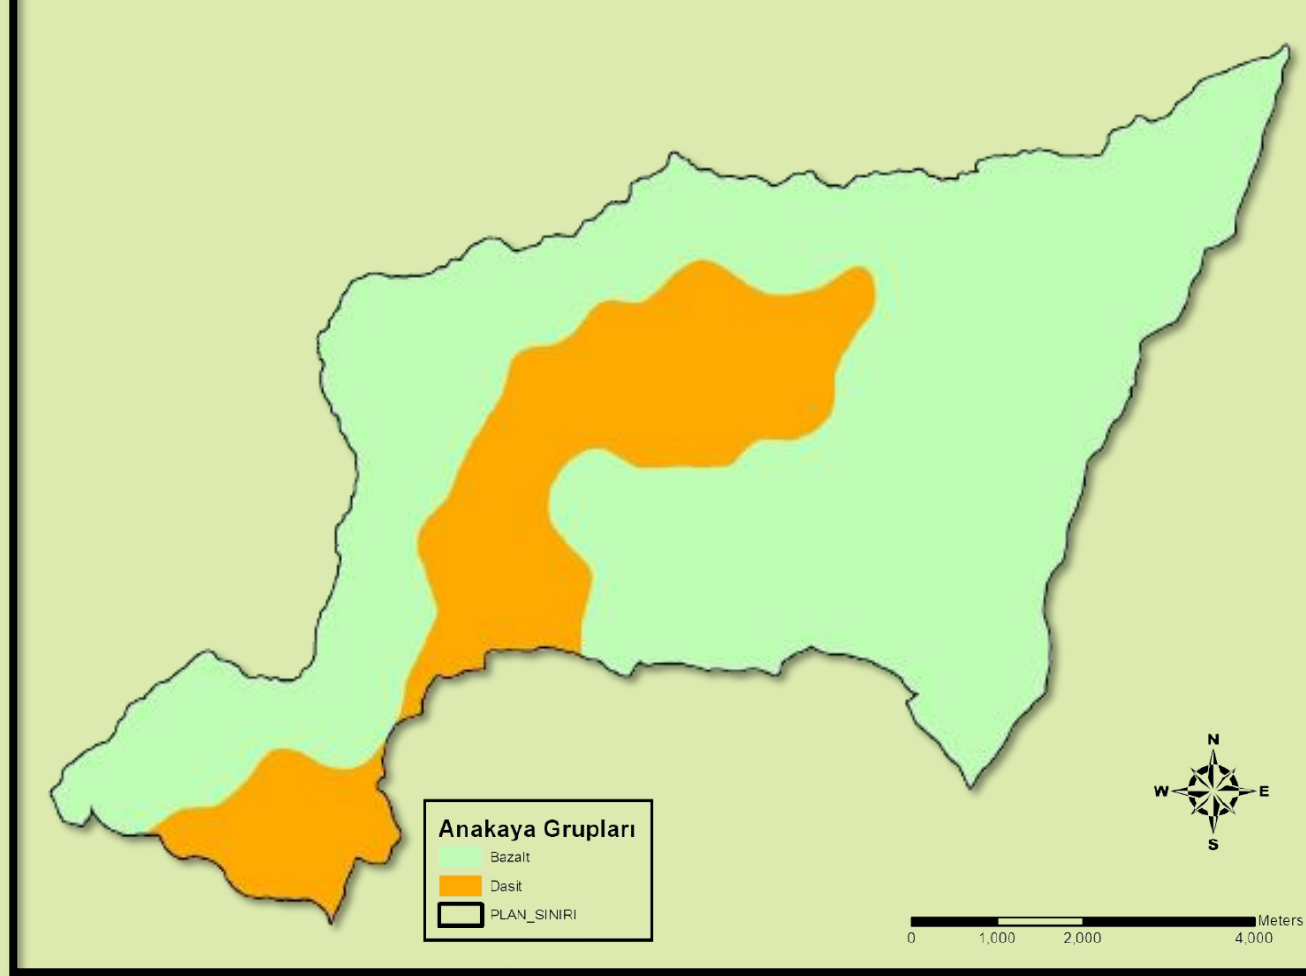 N
W E
S
Anakaya Grupları
Bazalt
Dasit
PLAN_SINIRI
Meters
0 1,000 2,000 4,000